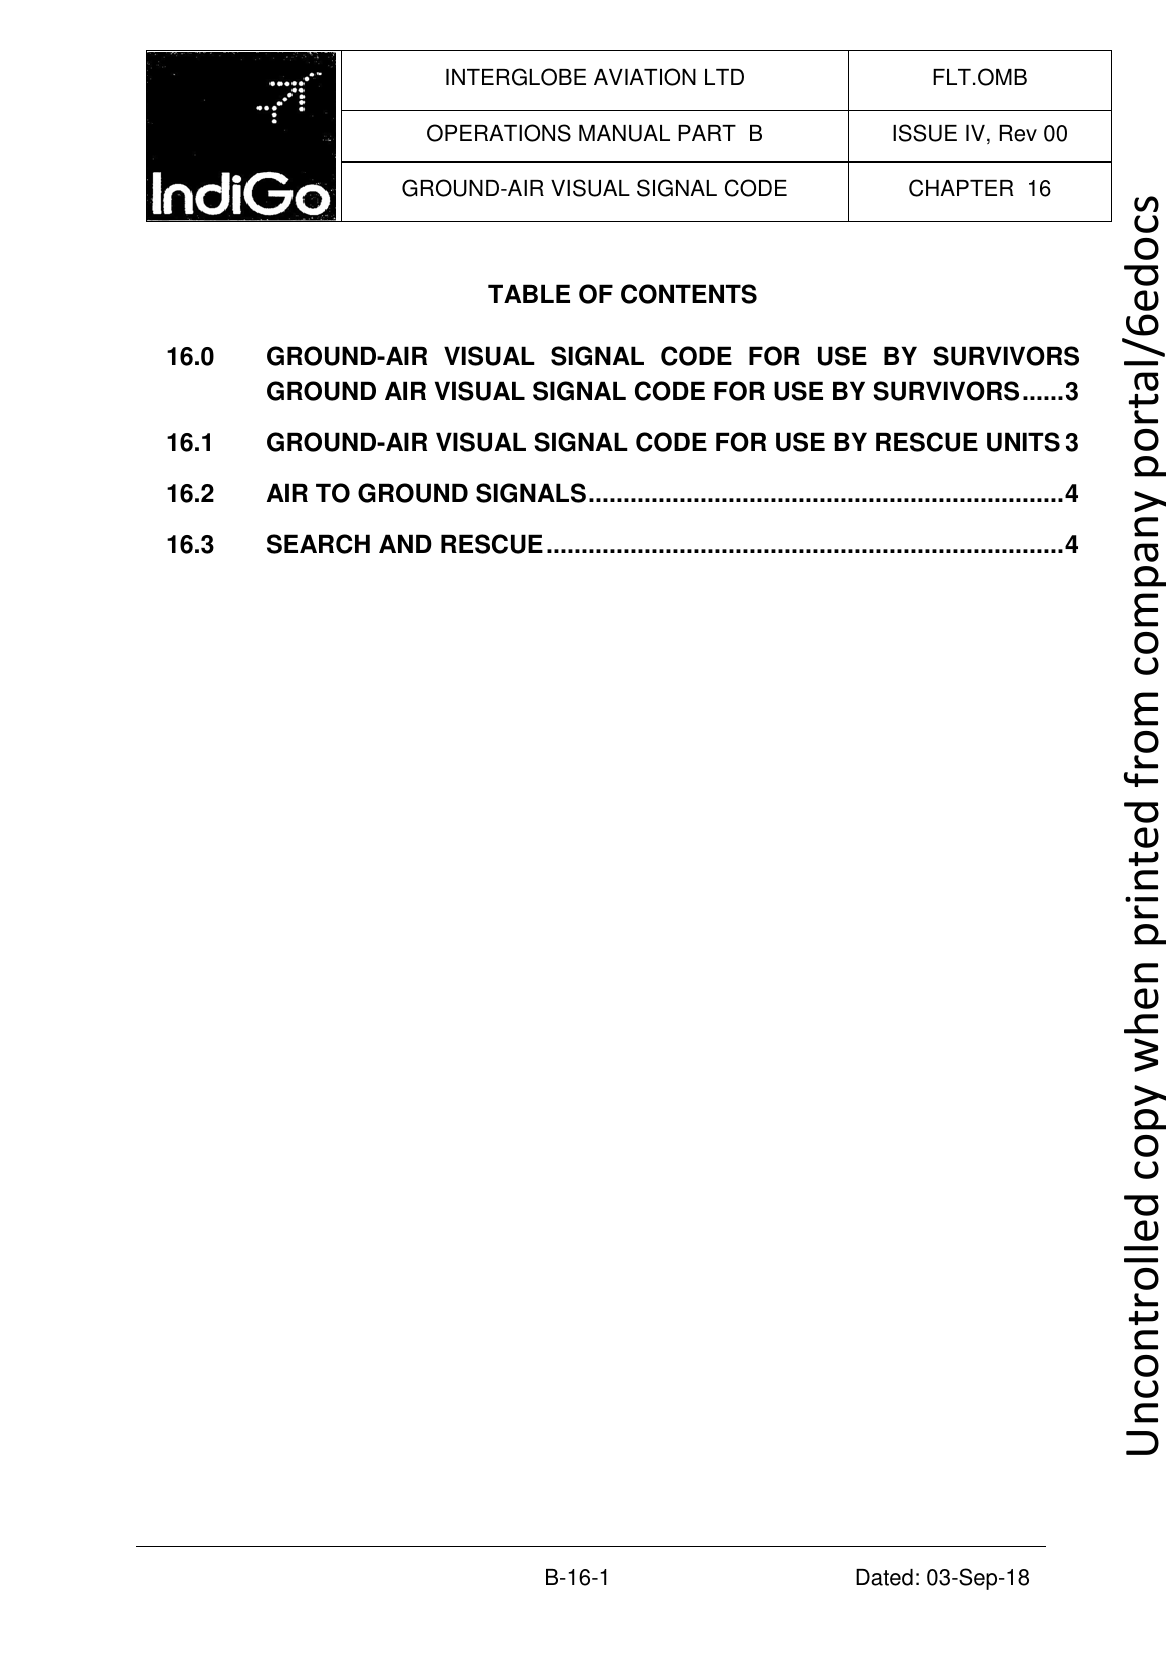 IndiGo
INTERGLOBE AVIATION LTD
FLT.OMB
OPERATIONS MANUAL PART  B
ISSUE IV, Rev 00
GROUND-AIR VISUAL SIGNAL CODE
CHAPTER  16
TABLE OF CONTENTS
16.0 GROUND-AIR VISUAL SIGNAL CODE FOR USE BY SURVIVORS
GROUND AIR VISUAL SIGNAL CODE FOR USE BY SURVIVORS......3
16.1 GROUND-AIR VISUAL SIGNAL CODE FOR USE BY RESCUE UNITS 3
16.2 AIR TO GROUND SIGNALS....................................................................4
16.3 SEARCH AND RESCUE..........................................................................4
Uncontrolled copy when printed from company portal/6edocs
B-16-1
Dated: 03-Sep-18